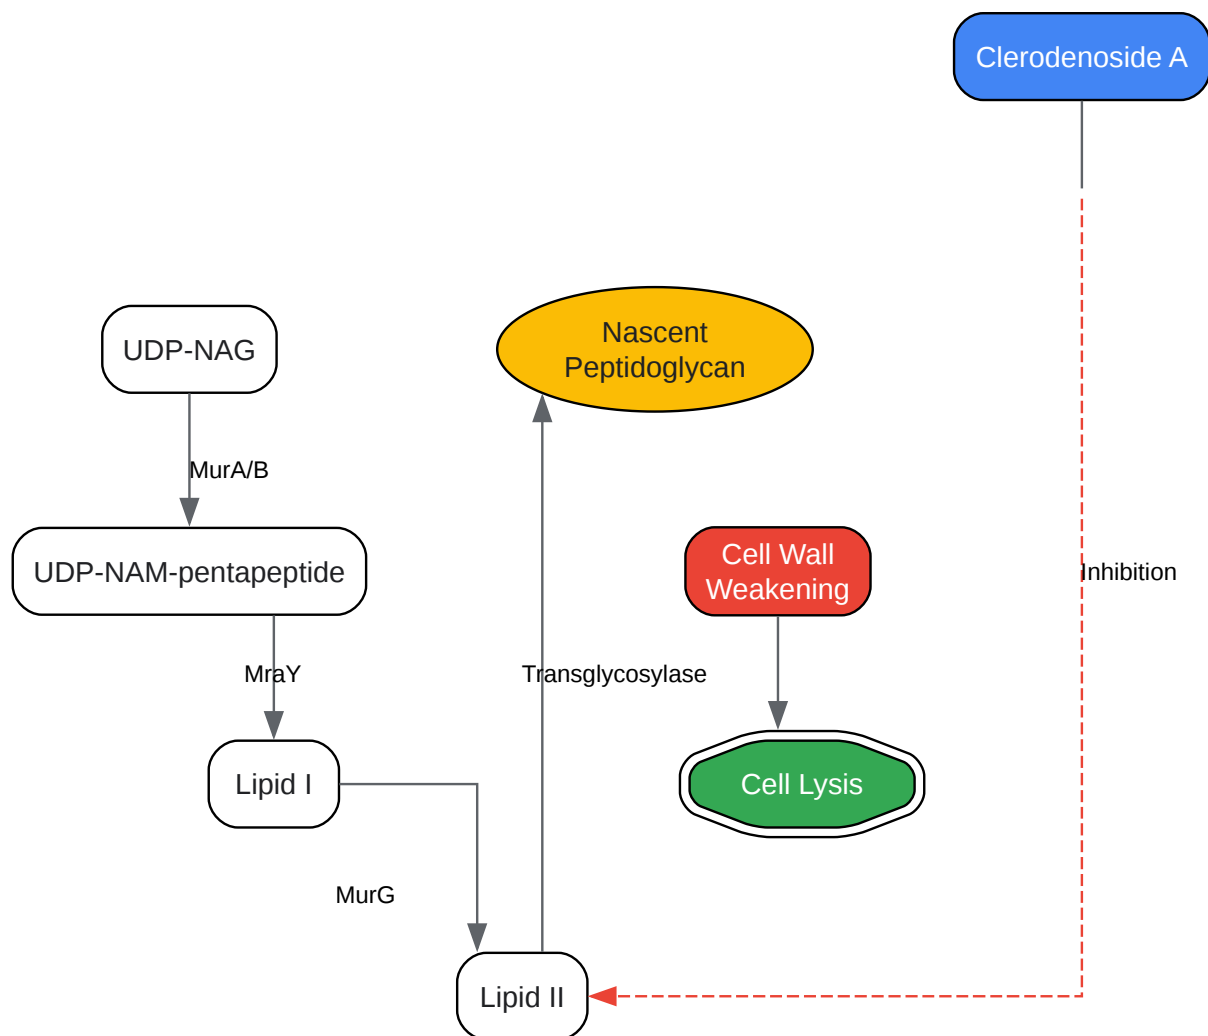 Clerodenoside A
Nascent
Peptidoglycan
UDP-NAG
MurA/B
Cell Wall
Weakening
UDP-NAM-pentapeptide
Inhibition
MraY
Transglycosylase
Lipid I
Cell Lysis
MurG
Lipid II